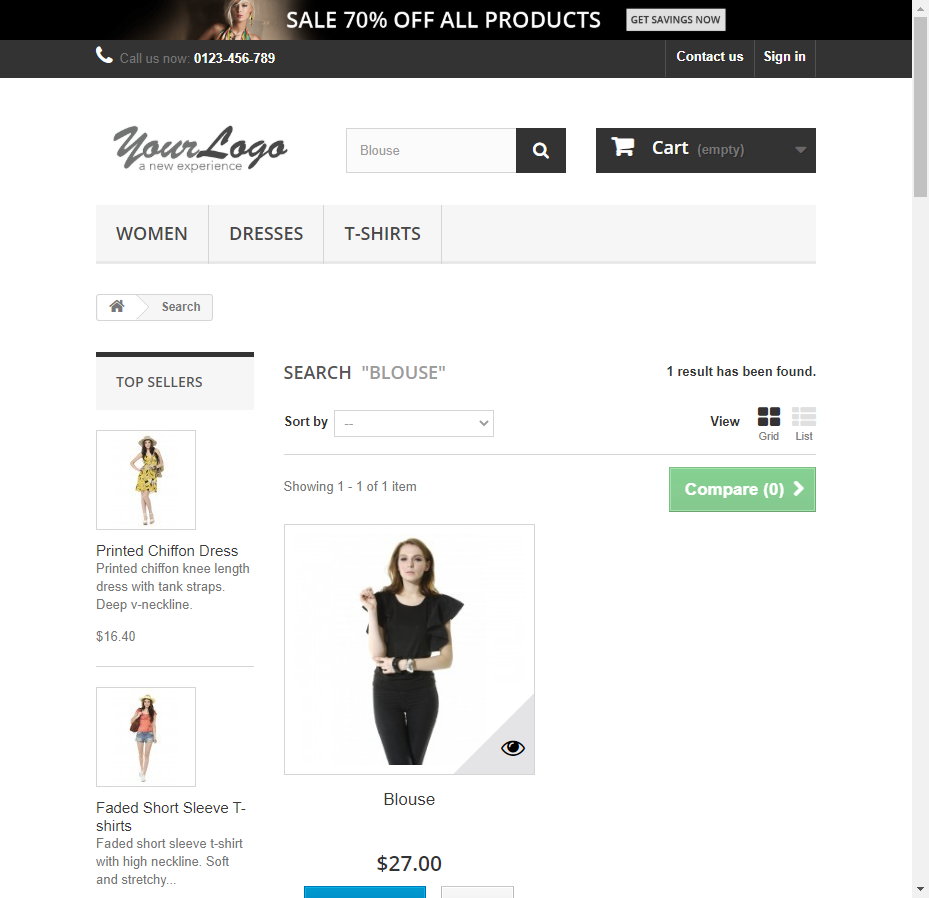 SALE 70% OFF ALL PRODUCTS GET SAVINGS NOW
Call us now: 0123-456-789 Contact us Sign in
YourLogo
a new experience
Blouse
Cart (empty)
WOMEN DRESSES T-SHIRTS
Search
TOP SELLERS
Printed Chiffon Dress
Printed chiffon knee length
dress with tank straps.
Deep v-neckline.
$16.40
Faded Short Sleeve T-
shirts
Faded short sleeve t-shirt
with high neckline. Soft
and stretchy...
SEARCH "BLOUSE" 1 result has been found.
Sort by -- View Grid List
Showing 1 - 1 of 1 item Compare (0)
Blouse
$27.00